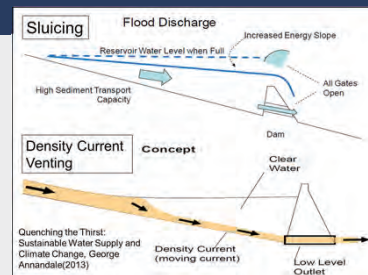 Sluicing
Flood Discharge
Increased Energy Slope
Reservoir Water Level when Full
High Sediment Transport
Capacity
All Gates
Open
Dam
Density Current
Venting
Concept
Clear
Water
Quenching the Thirst:
Sustainable Water Supply and
Climate Change, George
Annandale(2013)
Density Current
(moving current)
Low Level
Outlet